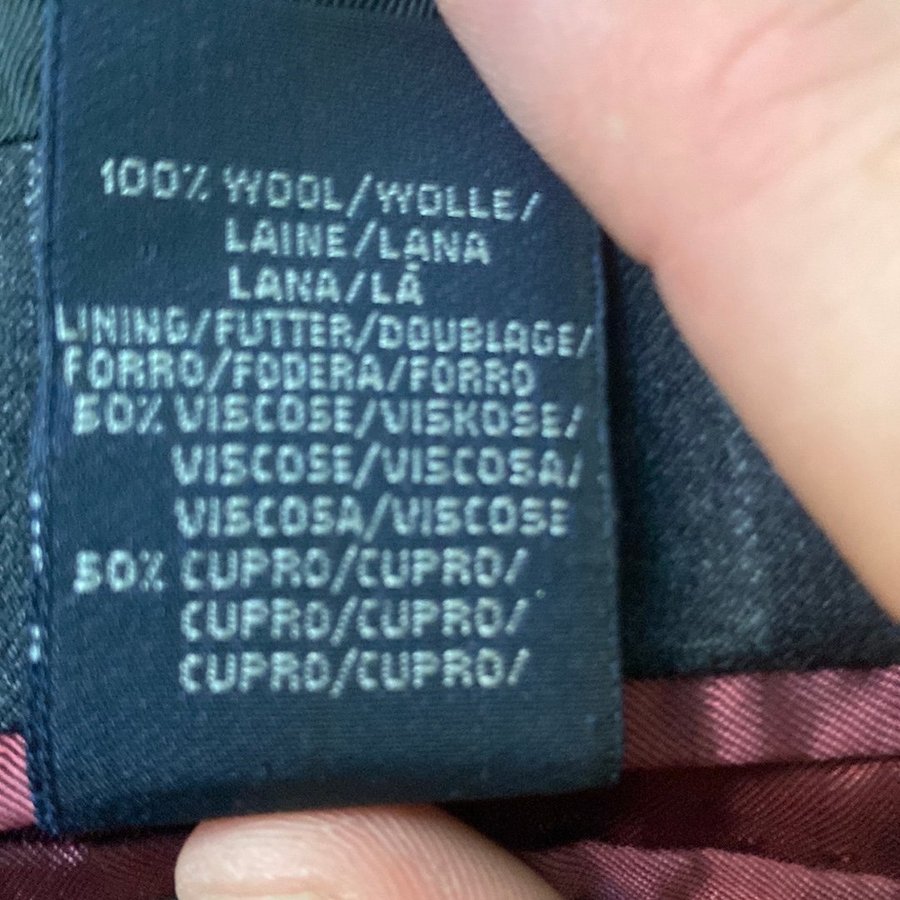 100% WOOL/WOLLE/
LAINE/LANA
LANA/LÃ
LINING/FUTTER/DOUBLAGE/
FORRO/FODERA/FORRO
50% VISCOSE/VISKOSE/
VISCOSE/VISCOSA/
VISCOSA/VISCOSE
50% CUPRO/CUPRO/
CUPRO/CUPRO/
CUPRO/CUPRO/